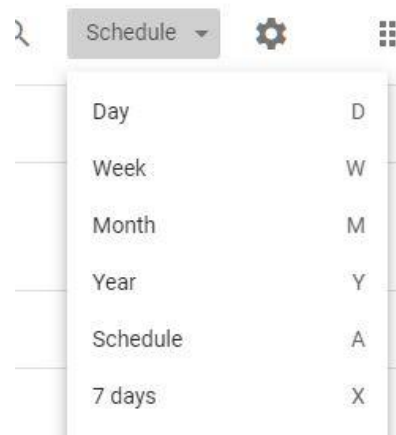 Schedule
Day D
Week W
Month M
Year Y
Schedule A
7 days X